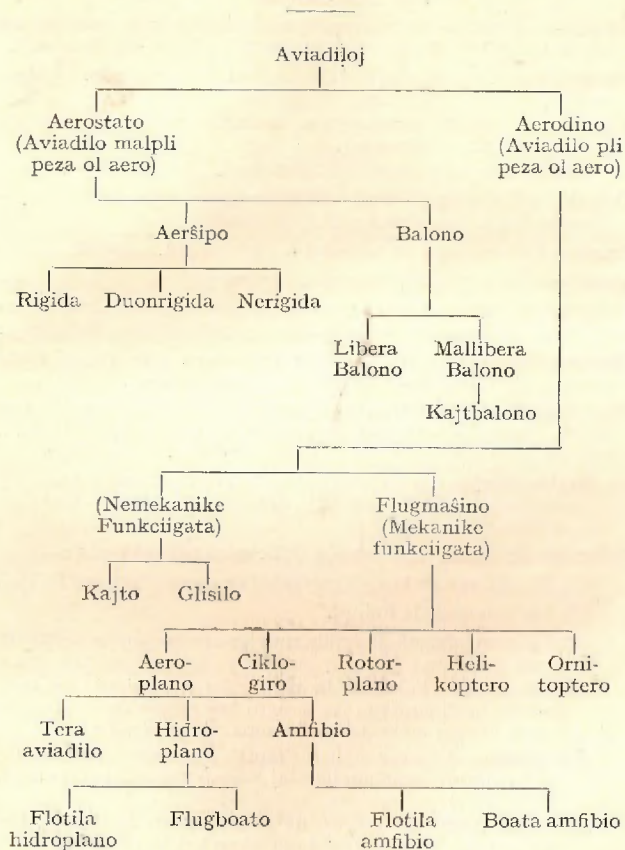 Aviadiloj
Aerostato
(Aviadilo malpli
peza ol aero)
Aerodino
(Aviadilo pli
peza ol aero)
Aerŝipo
Balono
Rigida Duonrigida Nerigida
Libera
Balono
Mallibera
Balono
Kajtbalono
(Nemekanike
Funkciigata)
Flugmaŝino
(Mekanike
funkciigata)
Kajto Glisilo
Aero-
plano
Ciklo-
giro
Rotor-
plano
Heli-
koptero
Orni-
toptero
Tera
aviadilo
Hidro-
plano
Amfibio
Flotila
hidroplano
Flugboato
Flotila
amfibio
Boata amfibio